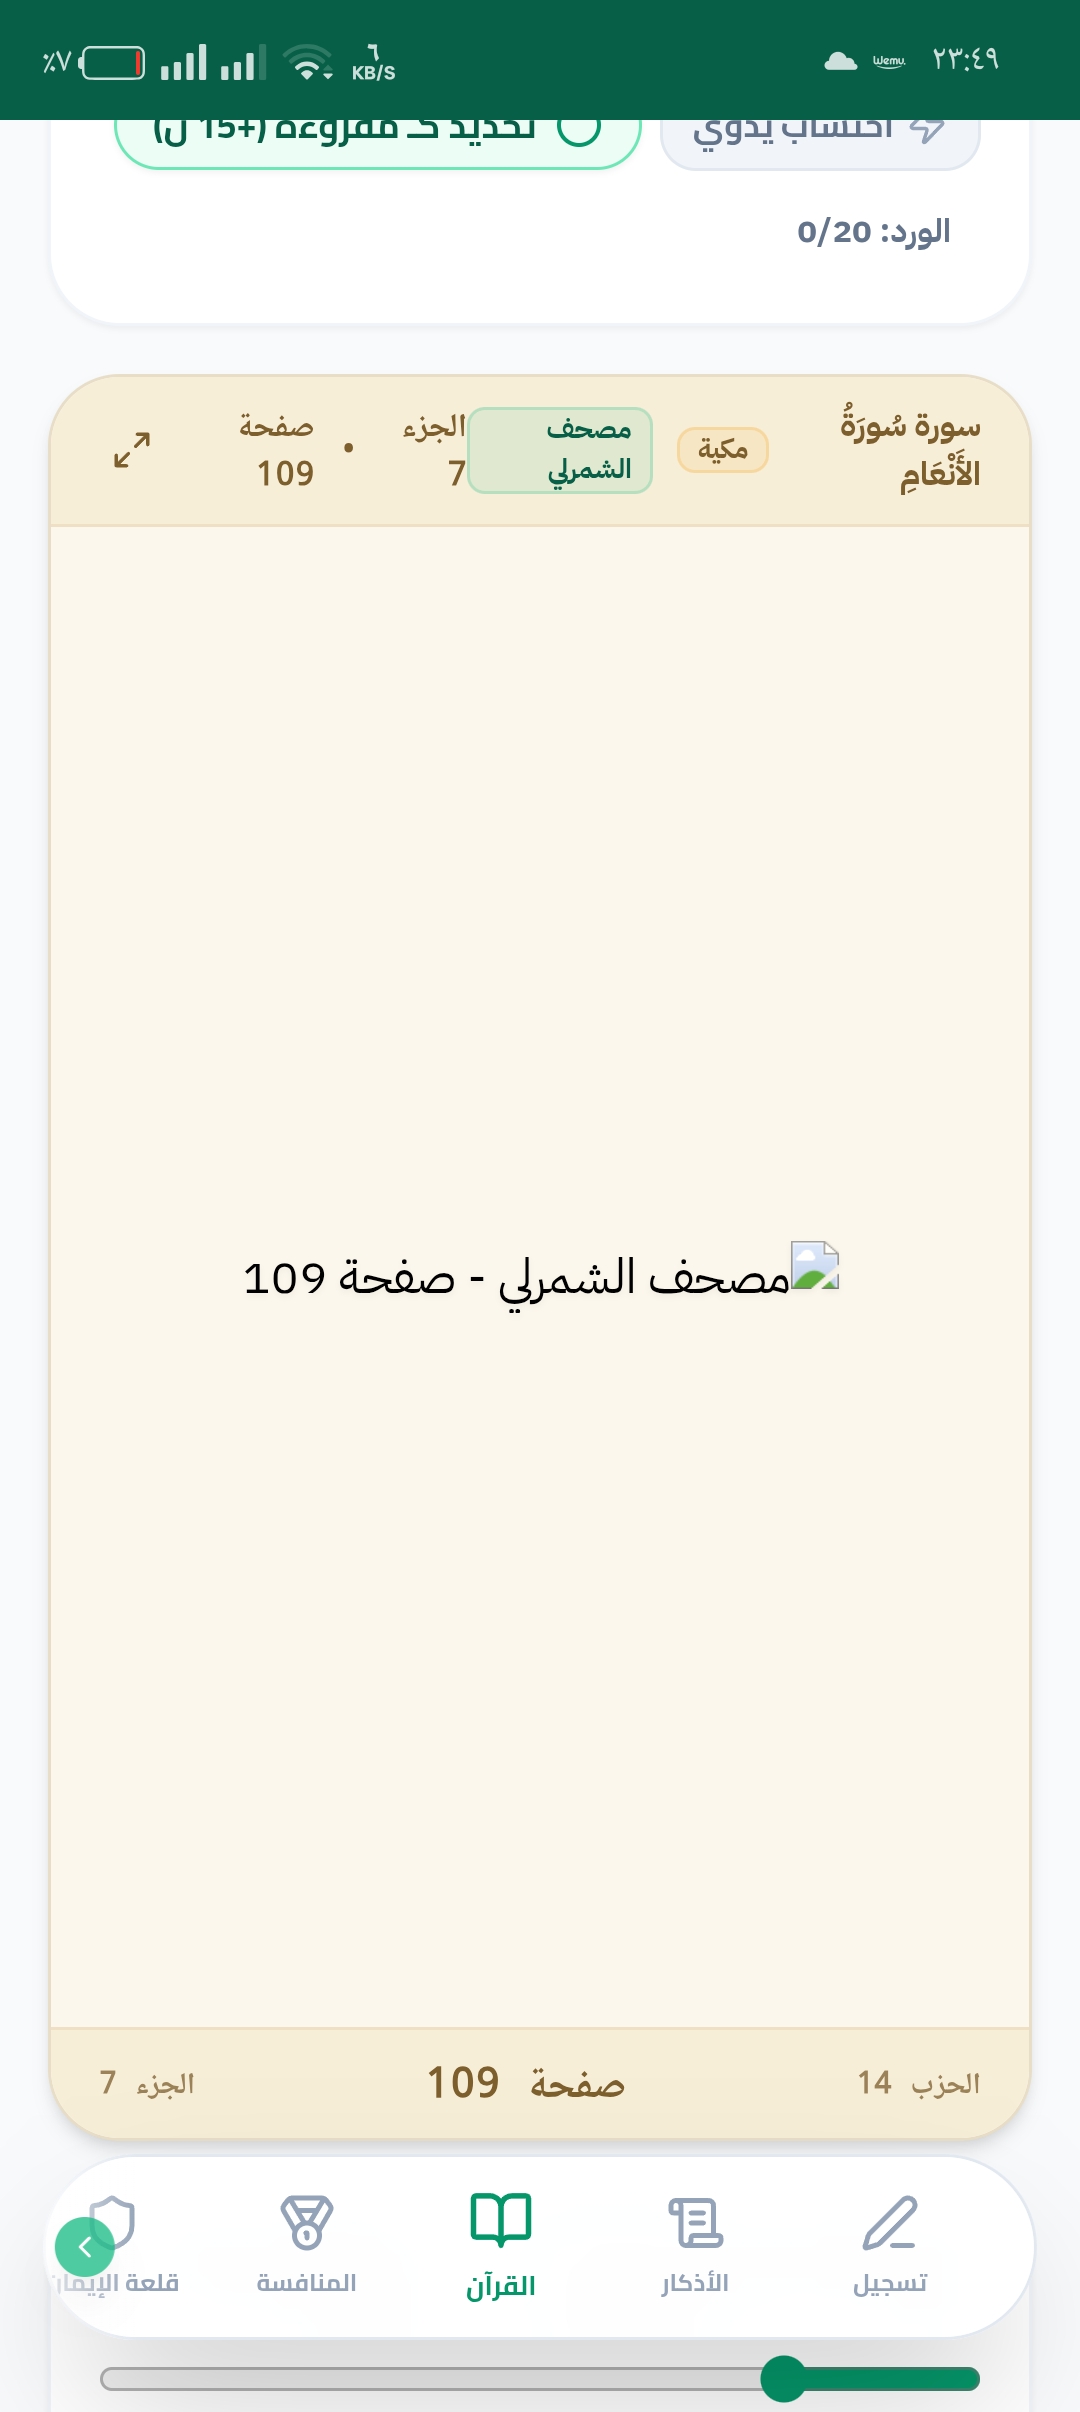 ٢٣:٤٩
Wemu.
٦
KB/S
٪٧
احتساب يدوي
تحديد كـ مقروءة (+15 ن)
الورد: 0/20
سورة سُورَةُ
الأَنْعَامِ
مكية
مصحف
الشمرلي
الجزء
7
•
صفحة
109
مصحف الشمرلي - صفحة 109
الحزب 14
صفحة 109
الجزء 7
تسجيل
الأذكار
القرآن
المنافسة
قلعة الإيمان